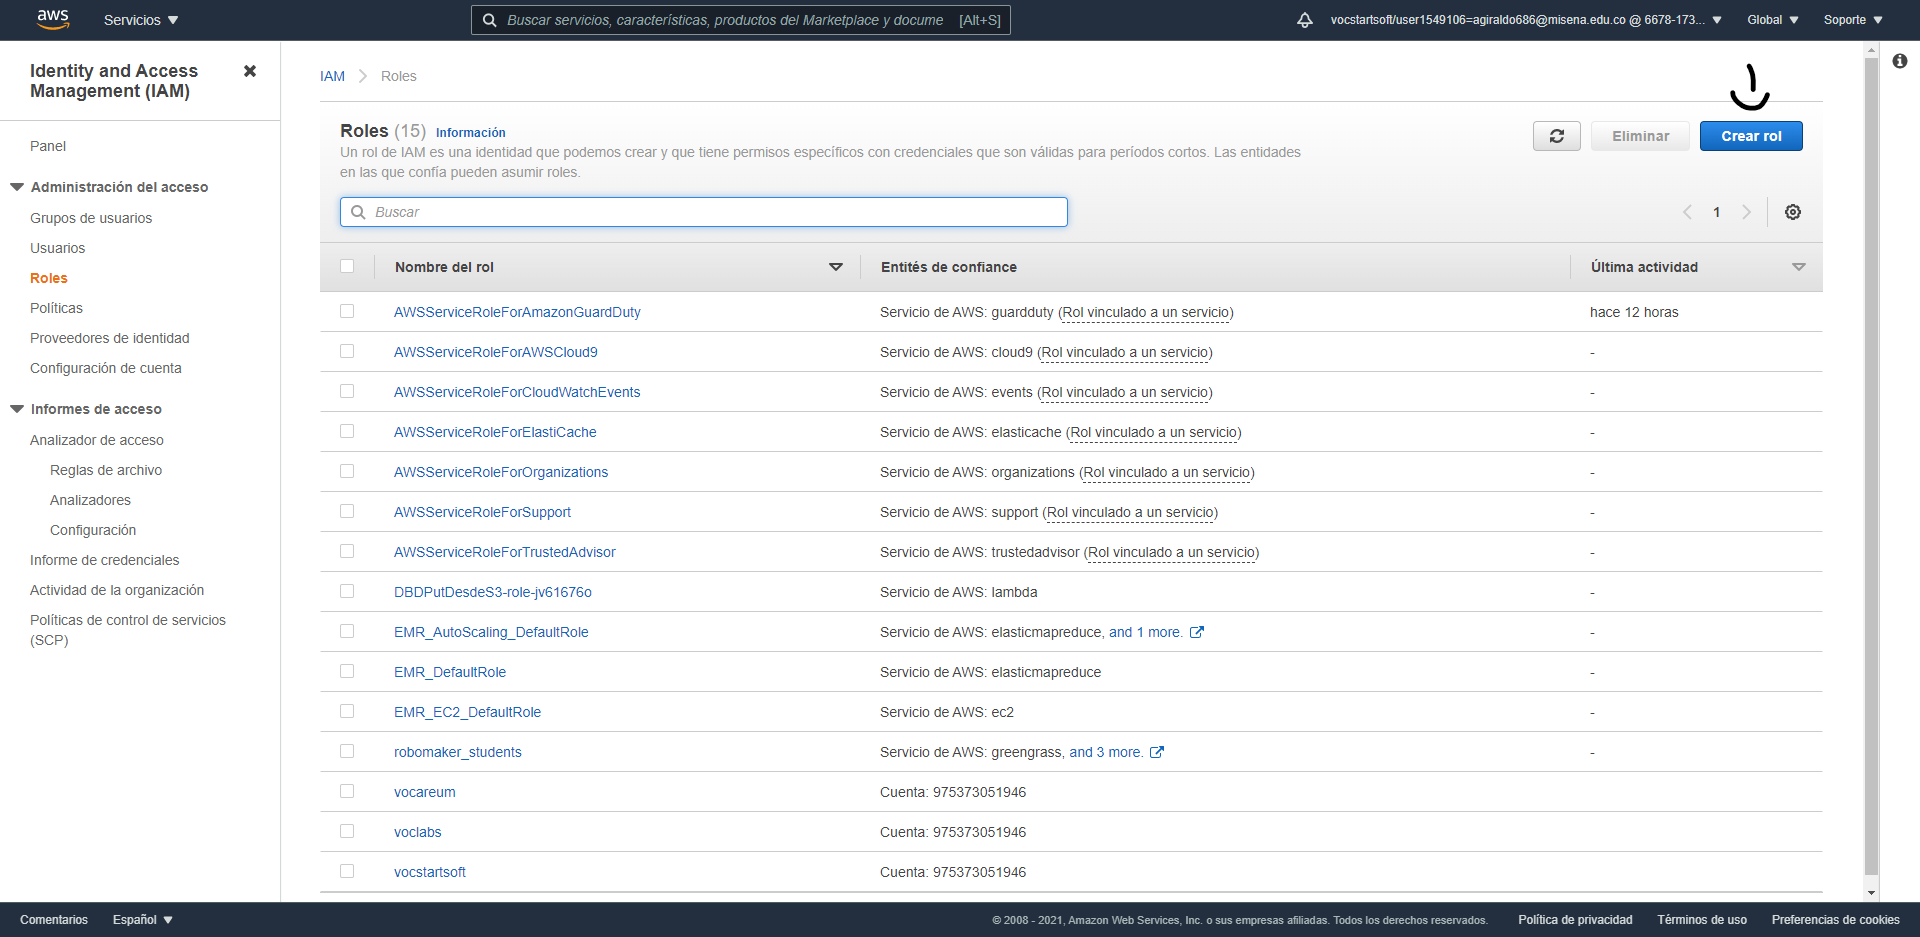 aws
Servicios
Buscar servicios, características, productos del Marketplace y docume [Alt+S]
vocstartsoft/user1549106=agiraldo686@misena.edu.co @ 6678-173...
Global
Soporte
Identity and Access
Management (IAM)
Panel
Administración del acceso
Grupos de usuarios
Usuarios
Roles
Políticas
Proveedores de identidad
Configuración de cuenta
Informes de acceso
Analizador de acceso
Reglas de archivo
Analizadores
Configuración
Informe de credenciales
Actividad de la organización
Políticas de control de servicios
(SCP)
IAM Roles
Roles (15) Información
Un rol de IAM es una identidad que podemos crear y que tiene permisos específicos con credenciales que son válidas para períodos cortos. Las entidades
en las que confía pueden asumir roles.
Eliminar
Crear rol
Buscar
1
Nombre del rol Entités de confiance Última actividad
AWSServiceRoleForAmazonGuardDuty Servicio de AWS: guardduty (Rol vinculado a un servicio) hace 12 horas
AWSServiceRoleForAWSCloud9 Servicio de AWS: cloud9 (Rol vinculado a un servicio) -
AWSServiceRoleForCloudWatchEvents Servicio de AWS: events (Rol vinculado a un servicio) -
AWSServiceRoleForElastiCache Servicio de AWS: elasticache (Rol vinculado a un servicio) -
AWSServiceRoleForOrganizations Servicio de AWS: organizations (Rol vinculado a un servicio) -
AWSServiceRoleForSupport Servicio de AWS: support (Rol vinculado a un servicio) -
AWSServiceRoleForTrustedAdvisor Servicio de AWS: trustedadvisor (Rol vinculado a un servicio) -
DBDPutDesdeS3-role-jv61676o Servicio de AWS: lambda -
EMR_AutoScaling_DefaultRole Servicio de AWS: elasticmapreduce, and 1 more. -
EMR_DefaultRole Servicio de AWS: elasticmapreduce -
EMR_EC2_DefaultRole Servicio de AWS: ec2 -
robomaker_students Servicio de AWS: greengrass, and 3 more. -
vocareum Cuenta: 975373051946
voclabs Cuenta: 975373051946
vocstartsoft Cuenta: 975373051946
Comentarios
Español
© 2008 - 2021, Amazon Web Services, Inc. o sus empresas afiliadas. Todos los derechos reservados.
Política de privacidad
Términos de uso
Preferencias de cookies